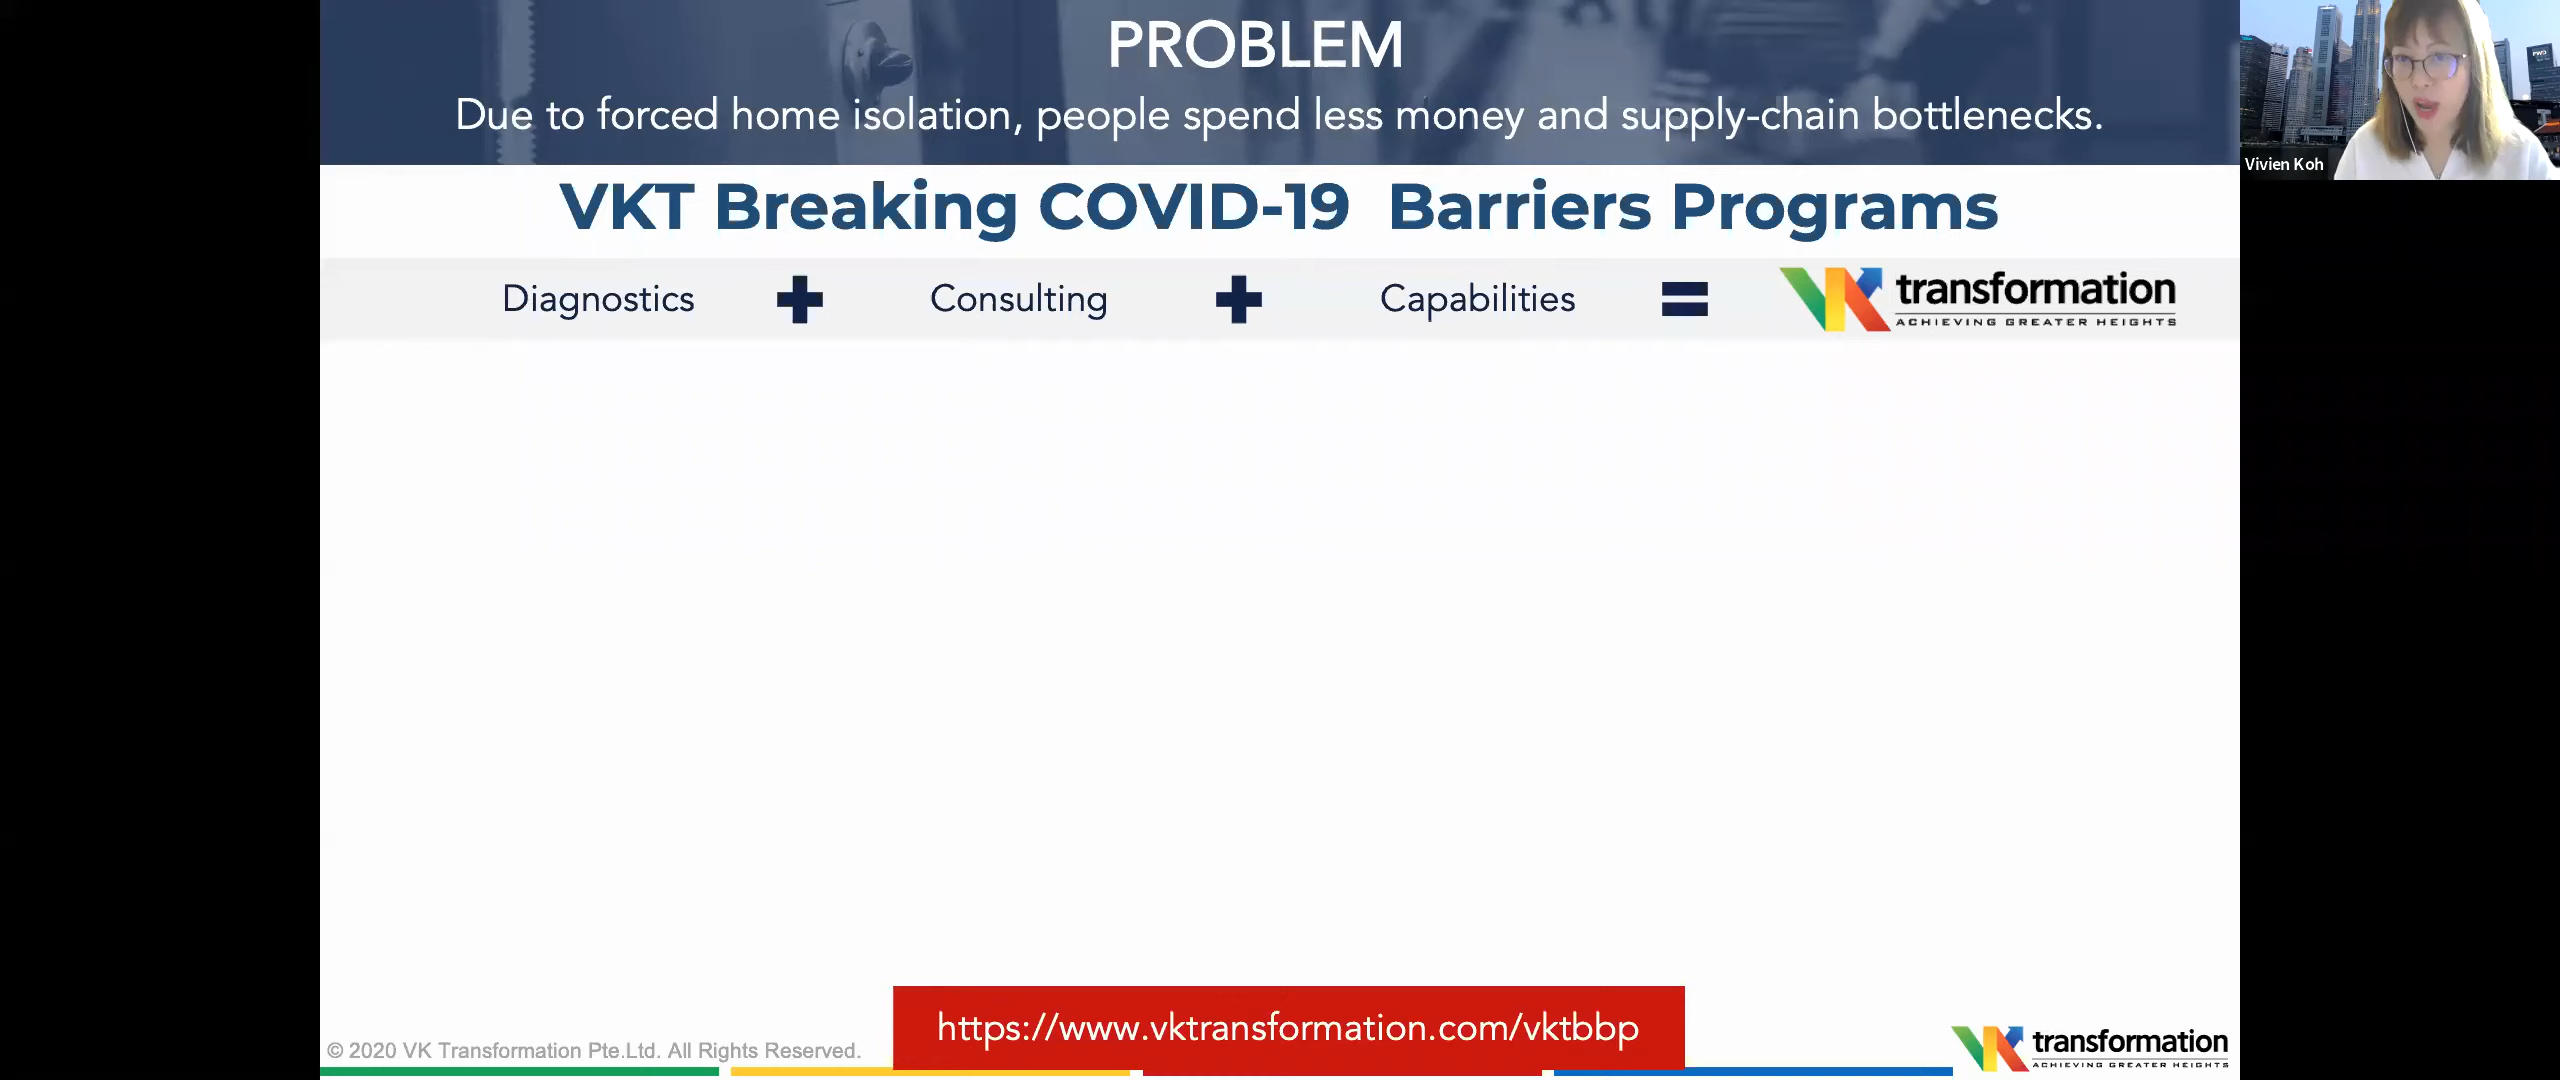 PROBLEM
Due to forced home isolation, people spend less money and supply-chain bottlenecks.
Vivien Koh
VKT Breaking COVID-19 Barriers Programs
Diagnostics + Consulting + Capabilities = VK transformation
ACHIEVING GREATER HEIGHTS
https://www.vktransformation.com/vktbbp
© 2020 VK Transformation Pte.Ltd. All Rights Reserved.
VK transformation
ACHIEVING GREATER HEIGHTS